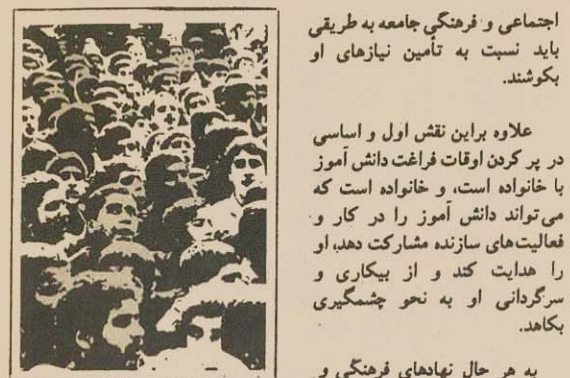 اجتماعی و فرهنگی جامعه به طریقی
باید نسبت به تأمین نیازهای او
بکوشند.
علاوه براین نقش اول و اساسی
در پر کردن اوقات فراغت دانش آموز
با خانواده است، و خانواده است که
می‌تواند دانش آموز را در کار و
فعالیت‌های سازنده مشارکت دهد، او
را هدایت کند و از بیکاری و
سرگردانی او به نحو چشمگیری
بکاهد.
به هر حال نهادهای فرهنگی و